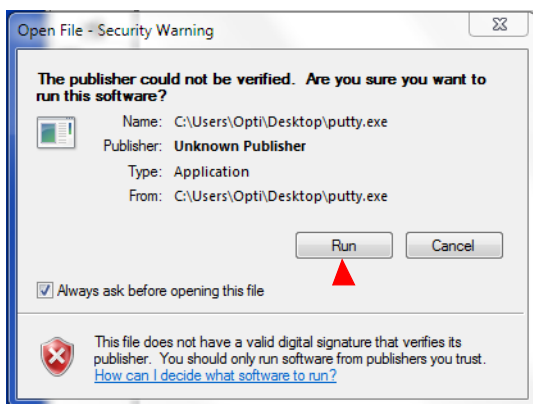 Open File - Security Warning
The publisher could not be verified.  Are you sure you want to
run this software?
Name: C:\Users\Opti\Desktop\putty.exe
Publisher: Unknown Publisher
Type: Application
From: C:\Users\Opti\Desktop\putty.exe
Run Cancel
Always ask before opening this file
This file does not have a valid digital signature that verifies its
publisher.  You should only run software from publishers you trust.
How can I decide what software to run?